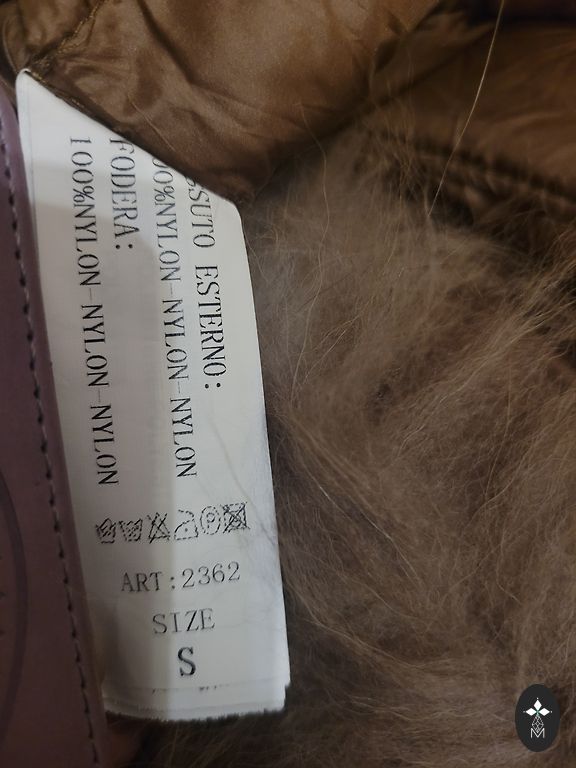 SSUTO ESTERNO:
00%NYLON-NYLON-NYLON
FODERA:
100%NYLON-NYLON-NYLON
ART:2362
SIZE
S
M